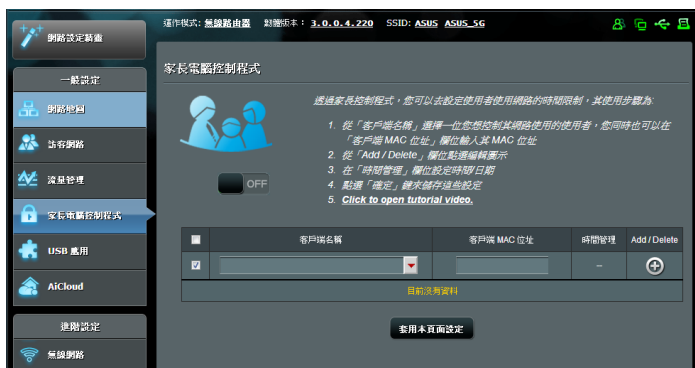 運作模式: 無線路由器 韌體版本: 3.0.0.4.220 SSID: ASUS ASUS_5G
網路設定精靈
一般設定
網路地圖
訪客網路
流量管理
家長電腦控制程式
USB 應用
AiCloud
進階設定
無線網路
家長電腦控制程式
OFF
透過家長控制程式，您可以去設定使用者使用網路的時間限制，其使用步驟為:
1. 從「客戶端名稱」選擇一位您想控制其網路使用的使用者，您同時也可以在
「客戶端 MAC 位址」欄位輸入其 MAC 位址
2. 從「Add / Delete」欄位點選編輯圖示
3. 在「時間管理」欄位設定時間/日期
4. 點選「確定」鍵來儲存這些設定
5. Click to open tutorial video.
客戶端名稱 客戶端 MAC 位址 時間管理 Add / Delete
–
目前沒有資料
套用本頁面設定